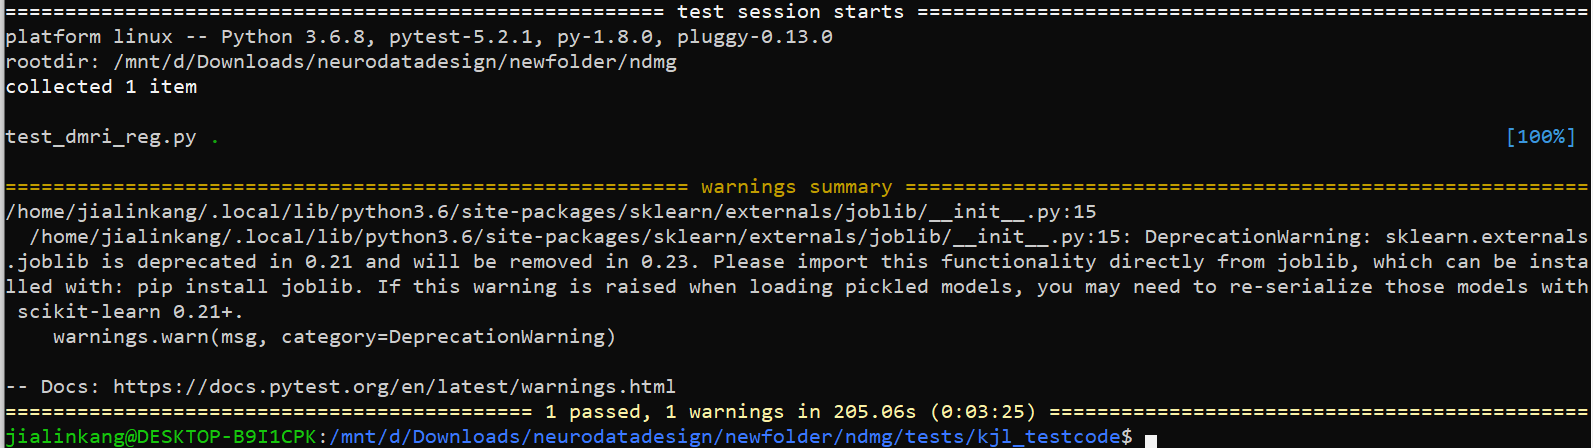 ======================================================= test session starts ========================================================
platform linux -- Python 3.6.8, pytest-5.2.1, py-1.8.0, pluggy-0.13.0
rootdir: /mnt/d/Downloads/neurodatadesign/newfolder/ndmg
collected 1 item
test_dmri_reg.py . [100%]
========================================================= warnings summary =========================================================
/home/jialinkang/.local/lib/python3.6/site-packages/sklearn/externals/joblib/__init__.py:15
/home/jialinkang/.local/lib/python3.6/site-packages/sklearn/externals/joblib/__init__.py:15: DeprecationWarning: sklearn.externals
.joblib is deprecated in 0.21 and will be removed in 0.23. Please import this functionality directly from joblib, which can be insta
lled with: pip install joblib. If this warning is raised when loading pickled models, you may need to re-serialize those models with
scikit-learn 0.21+.
warnings.warn(msg, category=DeprecationWarning)
-- Docs: https://docs.pytest.org/en/latest/warnings.html
============================================ 1 passed, 1 warnings in 205.06s (0:03:25) =============================================
jialinkang@DESKTOP-B9I1CPK:/mnt/d/Downloads/neurodatadesign/newfolder/ndmg/tests/kjl_testcode$